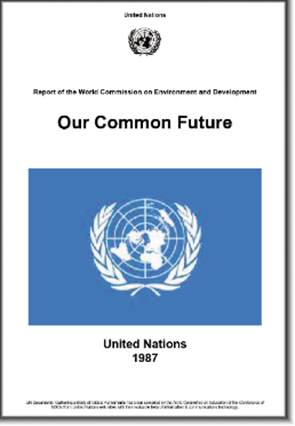 United Nations
Report of the World Commission on Environment and Development
Our Common Future
United Nations
1987
UN Documents: Gathering a Body of Global Agreements has been compiled by the NGO Committee on Education of the Conference of
NGOs from United Nations web sites with the invaluable help of information & communications technology.